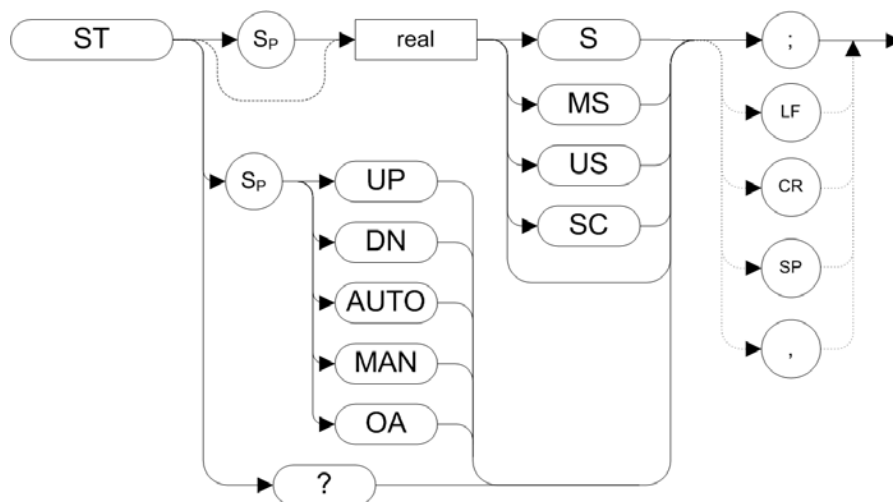 ST SP real S ;
MS LF
US CR
SP UP SC
DN SP
AUTO
MAN ,
OA
?